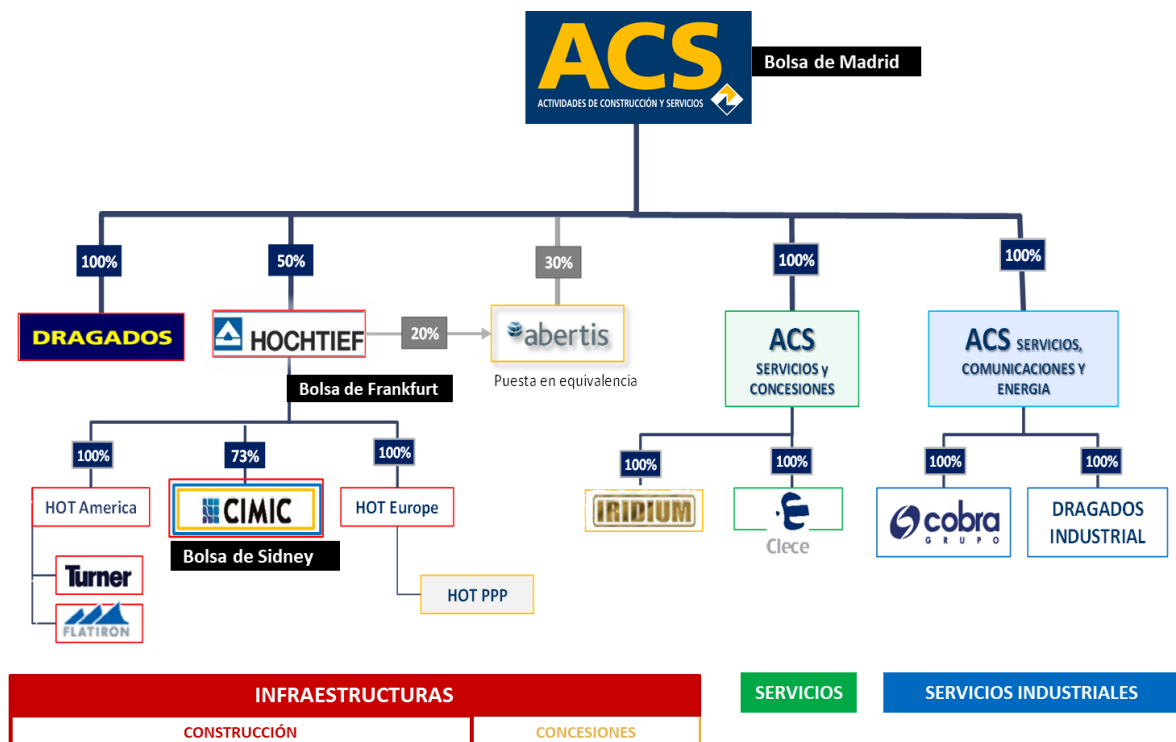 ACS
ACTIVIDADES DE CONSTRUCCIÓN Y SERVICIOS
Bolsa de Madrid
100%
50%
30%
100%
100%
DRAGADOS
HOCHTIEF
20%
abertis
Puesta en equivalencia
ACS
SERVICIOS y
CONCESIONES
ACS SERVICIOS,
COMUNICACIONES Y
ENERGIA
Bolsa de Frankfurt
100%
73%
100%
100%
100%
100%
100%
HOT America
CIMIC
HOT Europe
IRIDIUM
Clece
cobra
GRUPO
DRAGADOS
INDUSTRIAL
Bolsa de Sidney
Turner
FLATIRON
HOT PPP
INFRAESTRUCTURAS
SERVICIOS
SERVICIOS INDUSTRIALES
CONSTRUCCIÓN
CONCESIONES